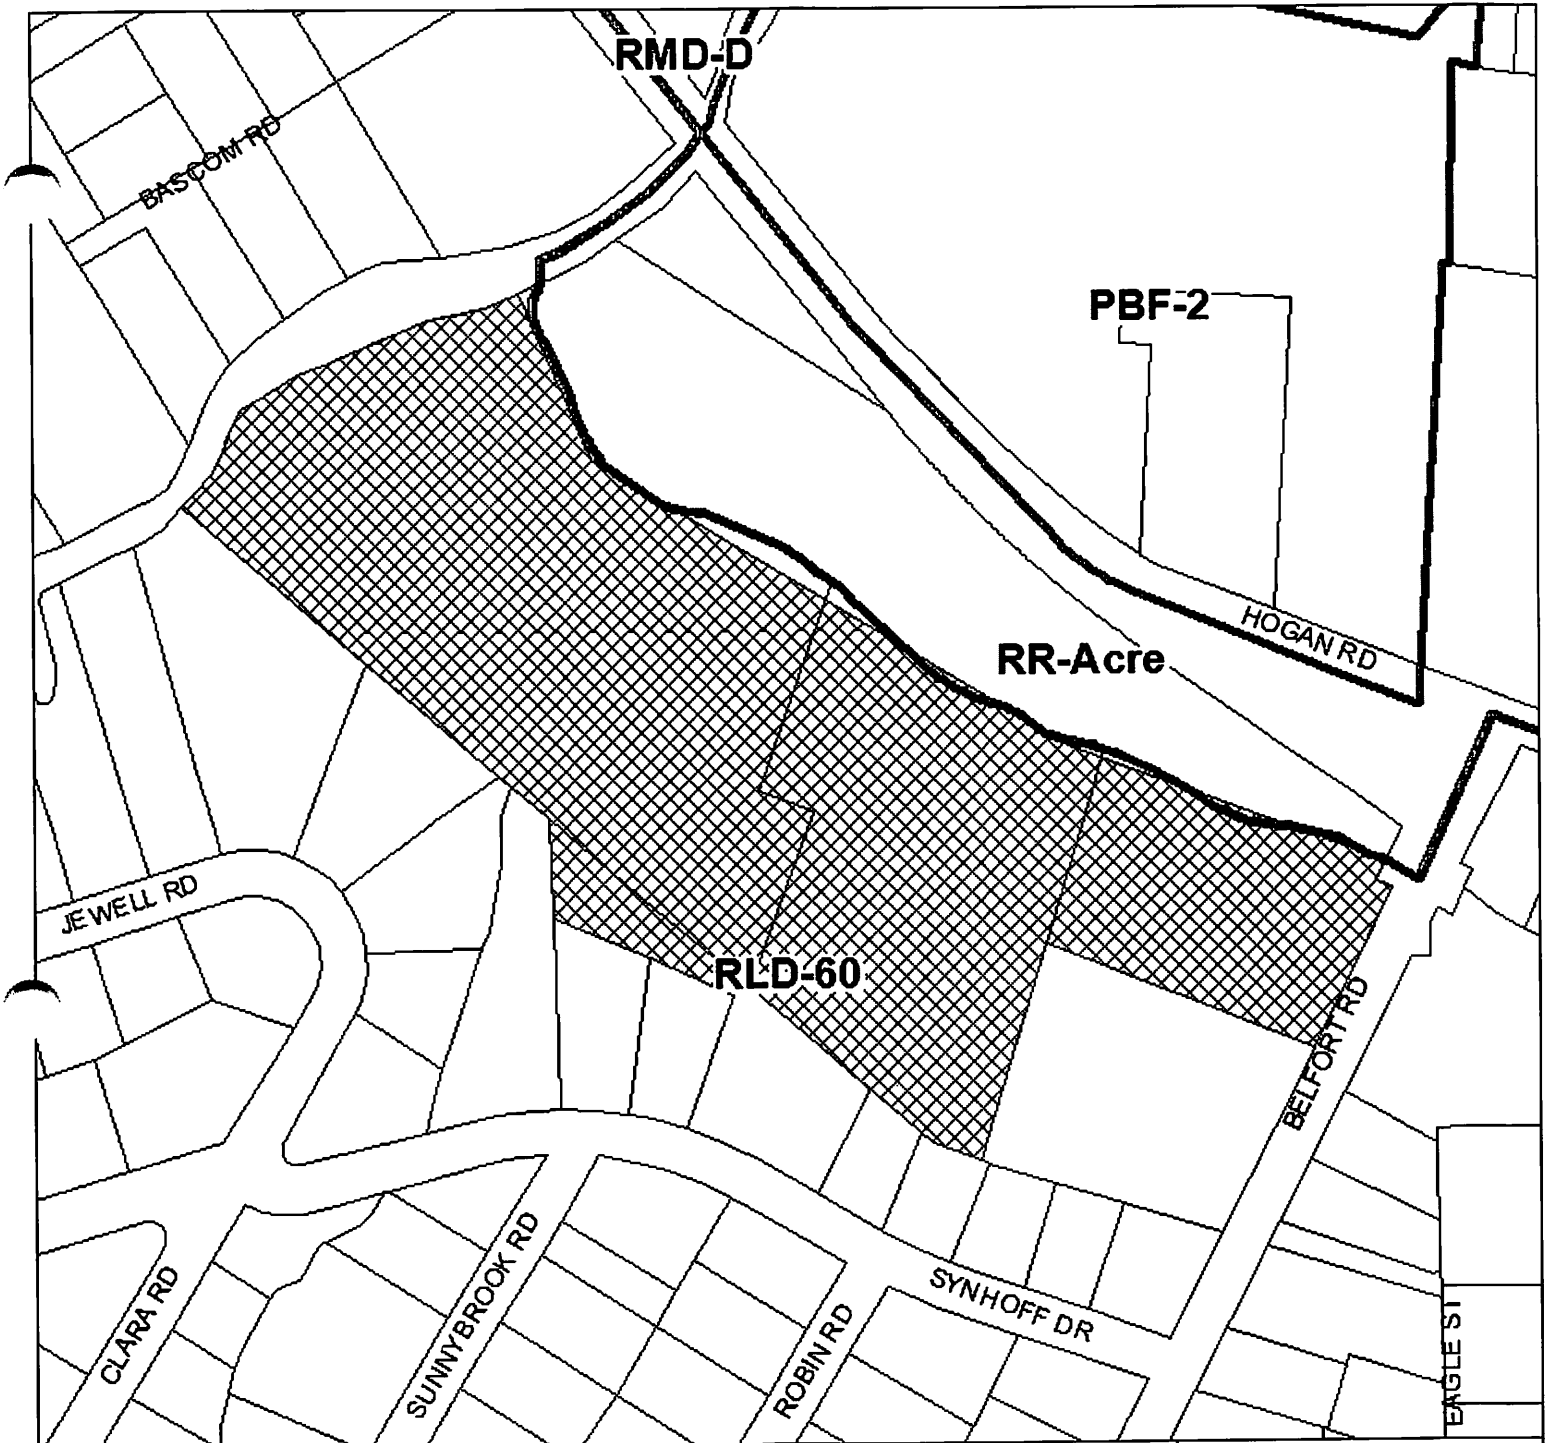 RMD-D
BASCOM RD
PBF-2
HOGAN RD
RR-Acre
JEWELL RD
RLD-60
BELFORT RD
CLARA RD
SUNNYBROOK RD
ROBIN RD
SYNHOFF DR
EAGLE ST